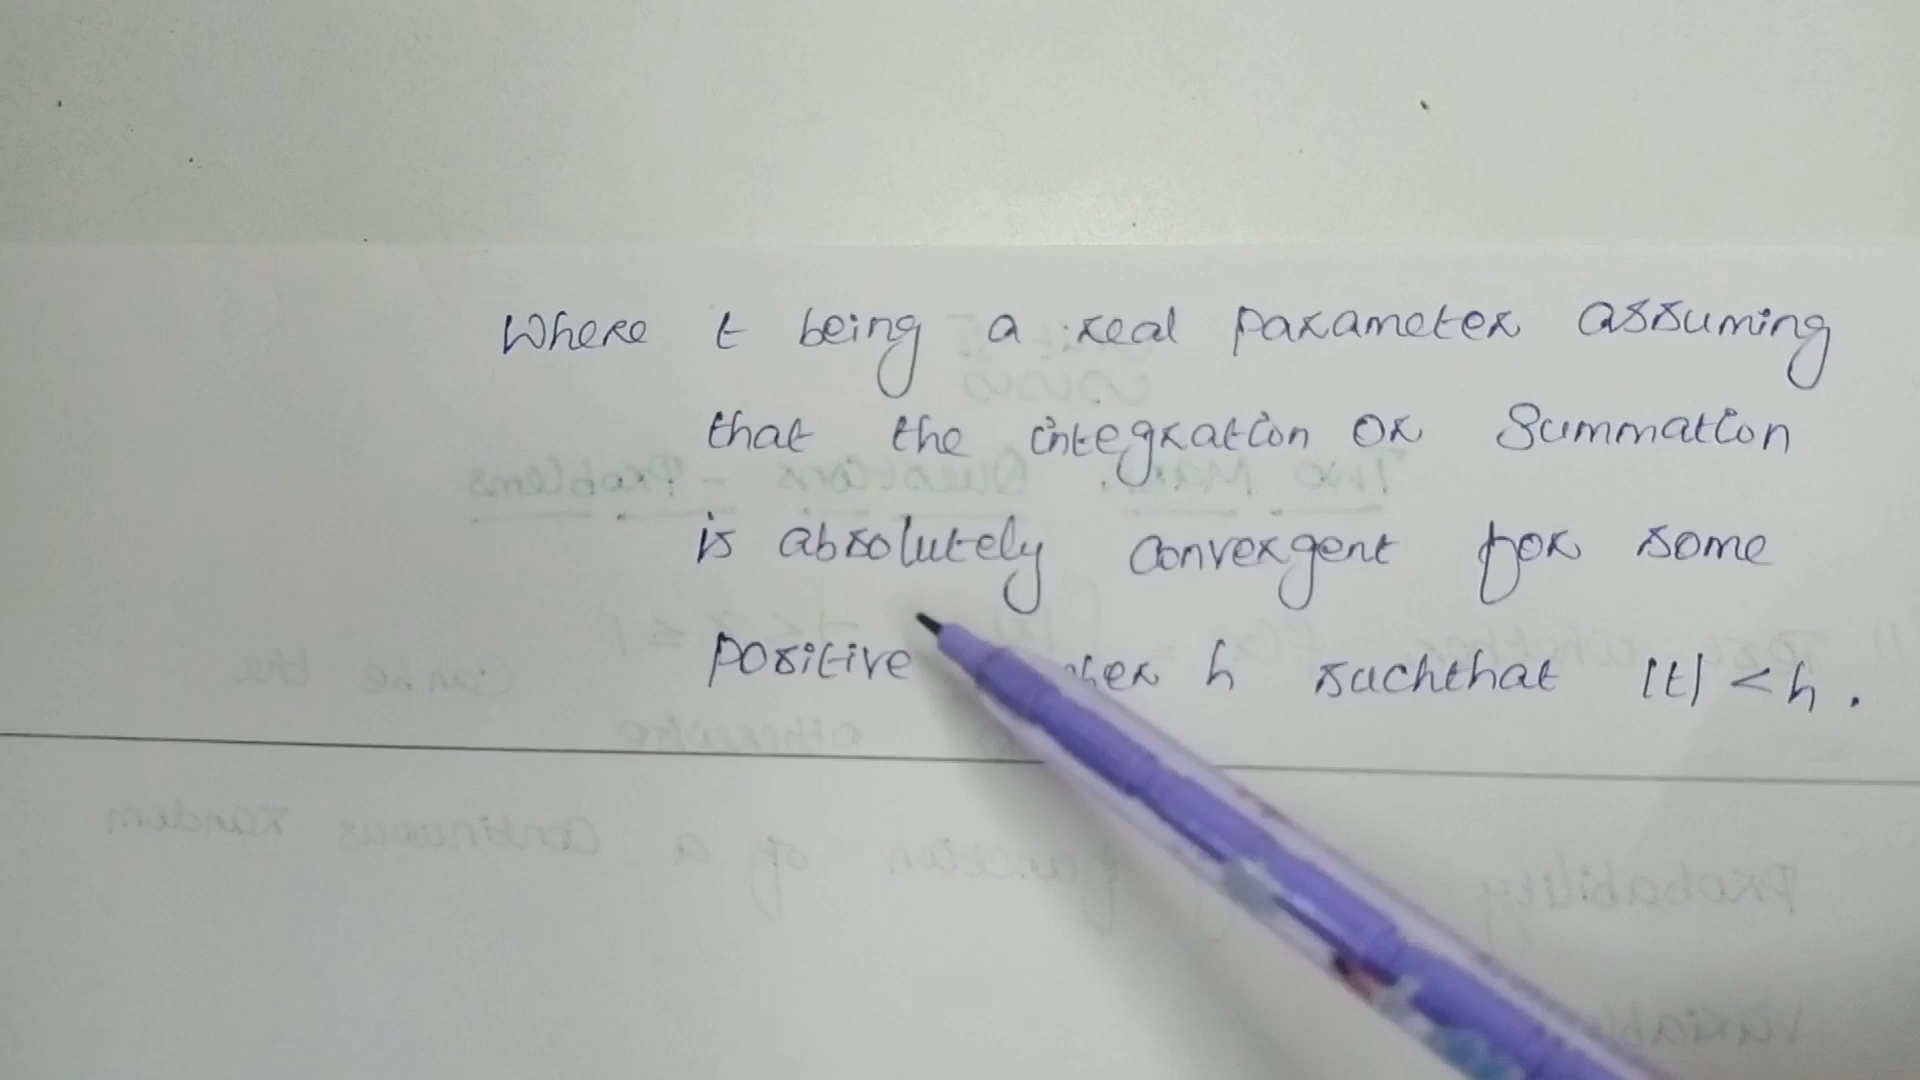 Where t being a real parameter assuming
that the integration or Summation
is absolutely convergent for some
positive h suchthat |t| < h.